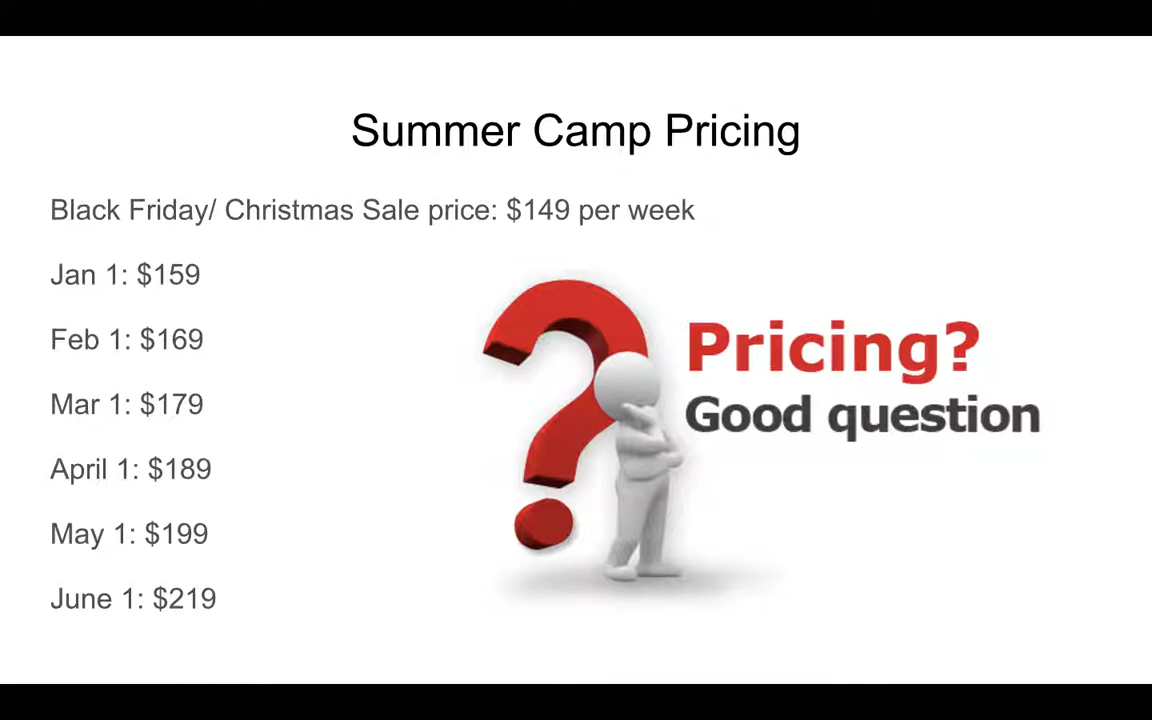 Summer Camp Pricing
Black Friday/ Christmas Sale price: $149 per week
Jan 1: $159
Feb 1: $169
Mar 1: $179
April 1: $189
May 1: $199
June 1: $219
Pricing?
Good question